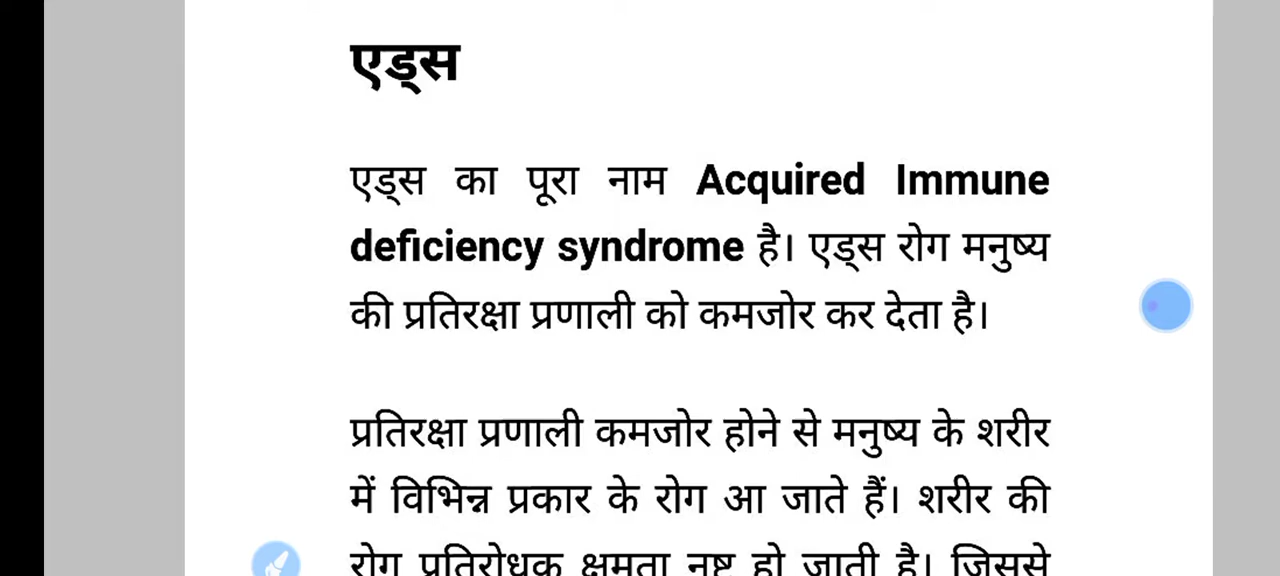 एड्स
एड्स का पूरा नाम Acquired Immune
deficiency syndrome है। एड्स रोग मनुष्य
की प्रतिरक्षा प्रणाली को कमजोर कर देता है।
प्रतिरक्षा प्रणाली कमजोर होने से मनुष्य के शरीर
में विभिन्न प्रकार के रोग आ जाते हैं। शरीर की
रोग प्रतिरोधक क्षमता नष्ट हो जाती है। जिससे